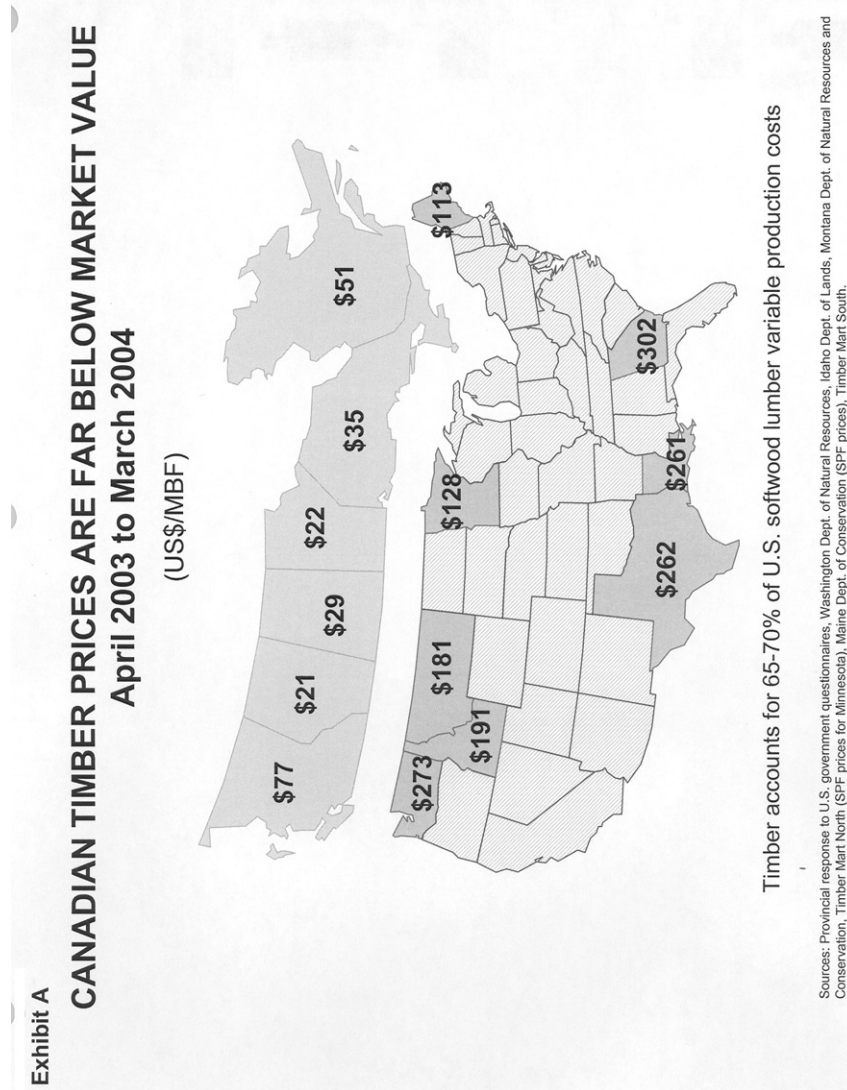 Exhibit A
CANADIAN TIMBER PRICES ARE FAR BELOW MARKET VALUE
April 2003 to March 2004
(US$/MBF)
$77
$21
$29
$22
$35
$51
$273
$191
$181
$128
$113
$262
$261
$302
Timber accounts for 65-70% of U.S. softwood lumber variable production costs
Sources: Provincial response to U.S. government questionnaires, Washington Dept. of Natural Resources, Idaho Dept. of Lands, Montana Dept. of Natural Resources and
Conservation, Timber Mart North (SPF prices for Minnesota), Maine Dept. of Conservation (SPF prices), Timber Mart South.